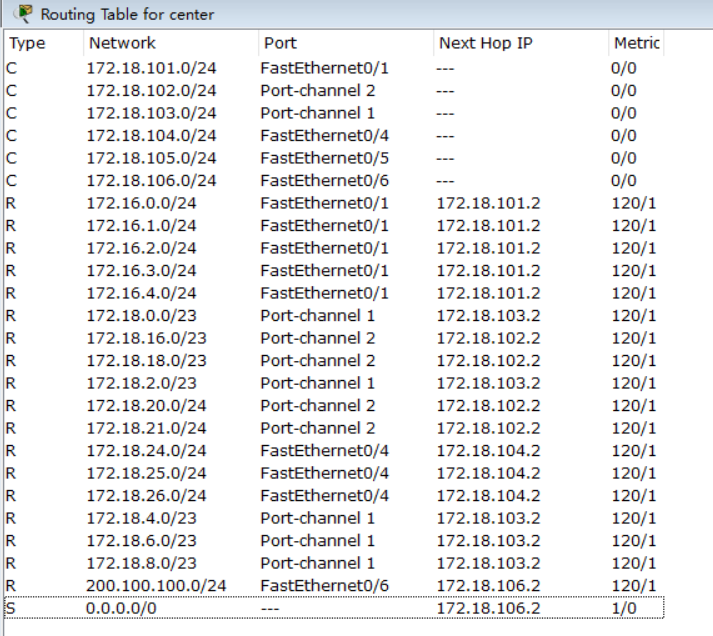 Routing Table for center
Type Network Port Next Hop IP Metric
C 172.18.101.0/24 FastEthernet0/1 --- 0/0
C 172.18.102.0/24 Port-channel 2 --- 0/0
C 172.18.103.0/24 Port-channel 1 --- 0/0
C 172.18.104.0/24 FastEthernet0/4 --- 0/0
C 172.18.105.0/24 FastEthernet0/5 --- 0/0
C 172.18.106.0/24 FastEthernet0/6 --- 0/0
R 172.16.0.0/24 FastEthernet0/1 172.18.101.2 120/1
R 172.16.1.0/24 FastEthernet0/1 172.18.101.2 120/1
R 172.16.2.0/24 FastEthernet0/1 172.18.101.2 120/1
R 172.16.3.0/24 FastEthernet0/1 172.18.101.2 120/1
R 172.16.4.0/24 FastEthernet0/1 172.18.101.2 120/1
R 172.18.0.0/23 Port-channel 1 172.18.103.2 120/1
R 172.18.16.0/23 Port-channel 2 172.18.102.2 120/1
R 172.18.18.0/23 Port-channel 2 172.18.102.2 120/1
R 172.18.2.0/23 Port-channel 1 172.18.103.2 120/1
R 172.18.20.0/24 Port-channel 2 172.18.102.2 120/1
R 172.18.21.0/24 Port-channel 2 172.18.102.2 120/1
R 172.18.24.0/24 FastEthernet0/4 172.18.104.2 120/1
R 172.18.25.0/24 FastEthernet0/4 172.18.104.2 120/1
R 172.18.26.0/24 FastEthernet0/4 172.18.104.2 120/1
R 172.18.4.0/23 Port-channel 1 172.18.103.2 120/1
R 172.18.6.0/23 Port-channel 1 172.18.103.2 120/1
R 172.18.8.0/23 Port-channel 1 172.18.103.2 120/1
R 200.100.100.0/24 FastEthernet0/6 172.18.106.2 120/1
S 0.0.0.0/0 --- 172.18.106.2 1/0